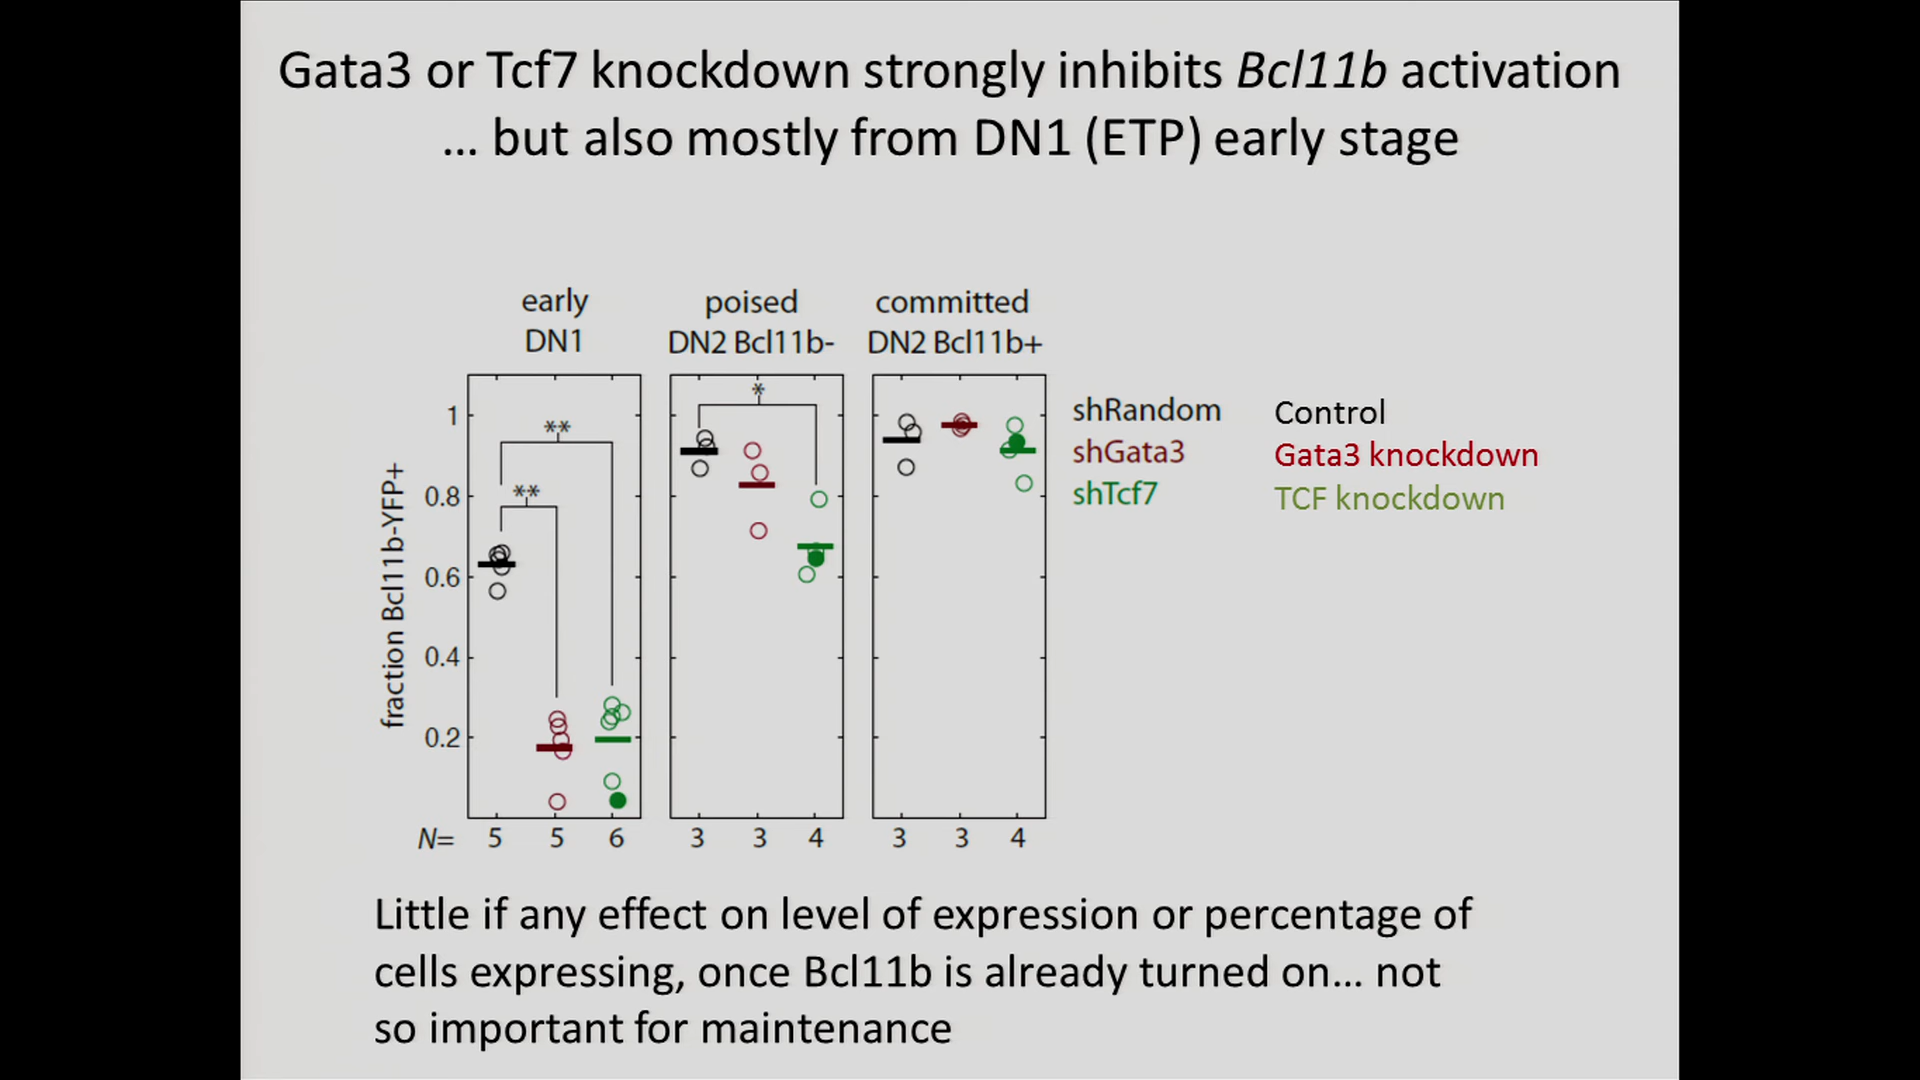 Gata3 or Tcf7 knockdown strongly inhibits Bcl11b activation
... but also mostly from DN1 (ETP) early stage
early
DN1
poised
DN2 Bcl11b-
committed
DN2 Bcl11b+
fraction Bcl11b-YFP+
1
0.8
0.6
0.4
0.2
**
**
*
shRandom
shGata3
shTcf7
Control
Gata3 knockdown
TCF knockdown
N= 5 5 6 3 3 4 3 3 4
Little if any effect on level of expression or percentage of
cells expressing, once Bcl11b is already turned on... not
so important for maintenance